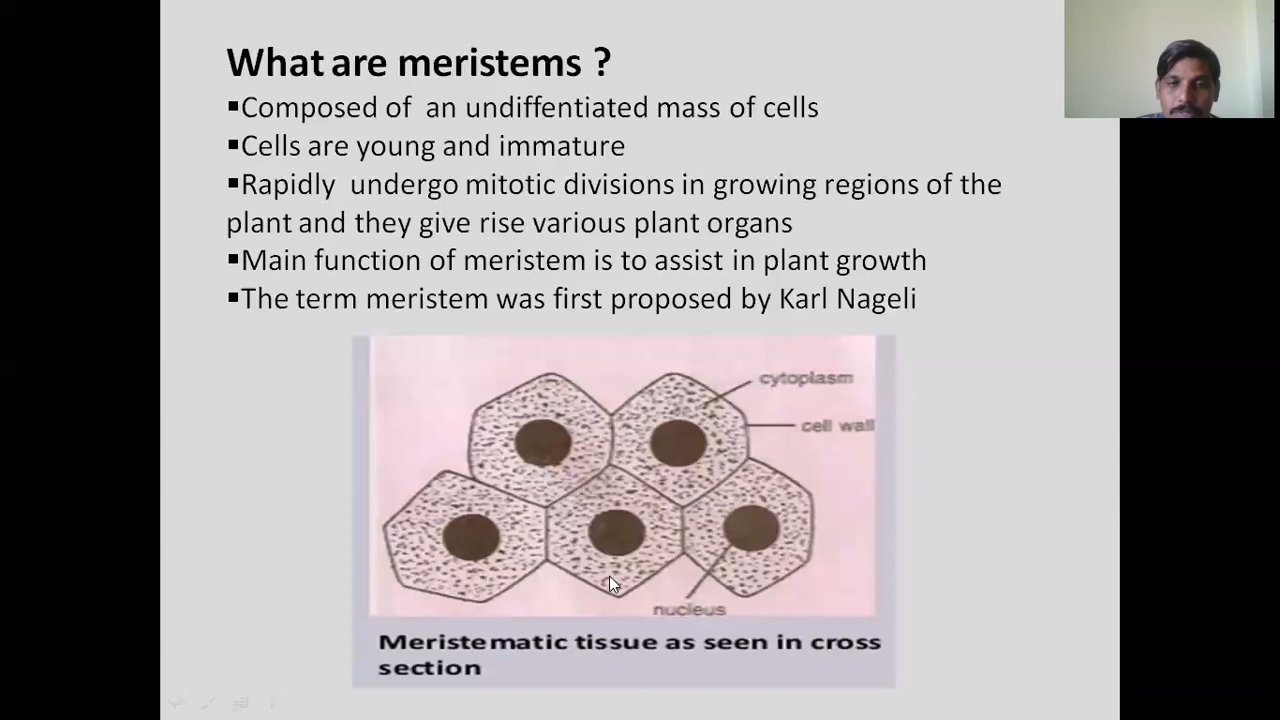 What are meristems ?
▪Composed of an undiffentiated mass of cells
▪Cells are young and immature
▪Rapidly undergo mitotic divisions in growing regions of the
plant and they give rise various plant organs
▪Main function of meristem is to assist in plant growth
▪The term meristem was first proposed by Karl Nageli
cytoplasm
cell wall
nucleus
Meristematic tissue as seen in cross
section